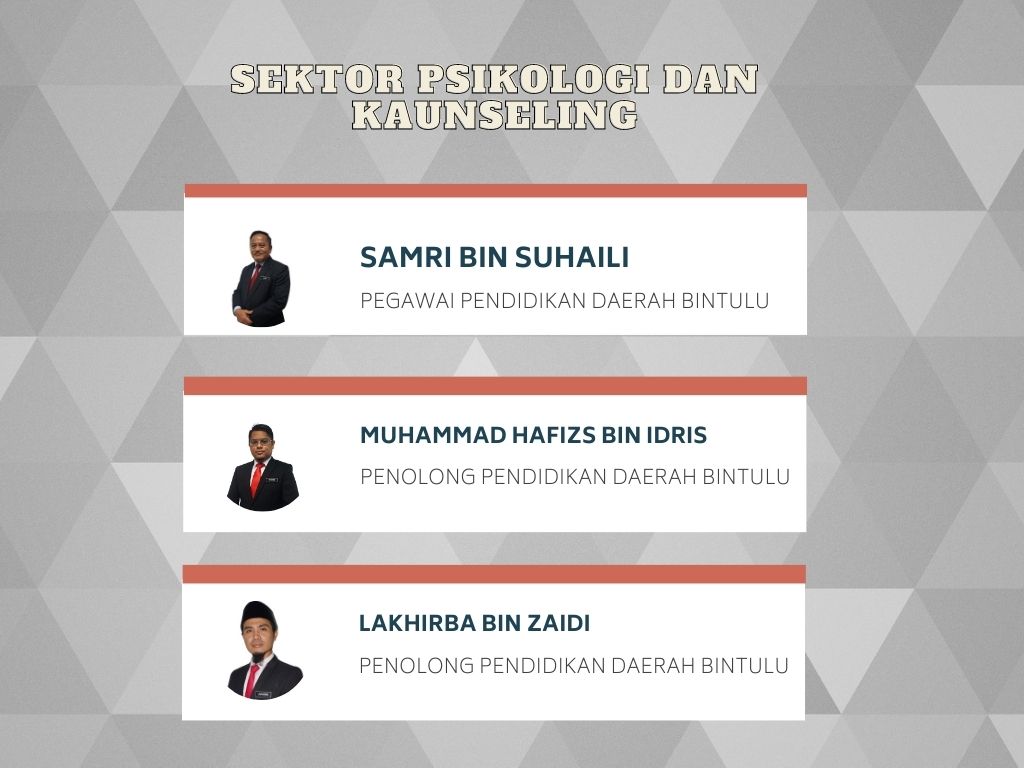 SEKTOR PSIKOLOGI DAN
KAUNSELING
SAMRI BIN SUHAILI
PEGAWAI PENDIDIKAN DAERAH BINTULU
MUHAMMAD HAFIZS BIN IDRIS
PENOLONG PENDIDIKAN DAERAH BINTULU
LAKHIRBA BIN ZAIDI
PENOLONG PENDIDIKAN DAERAH BINTULU